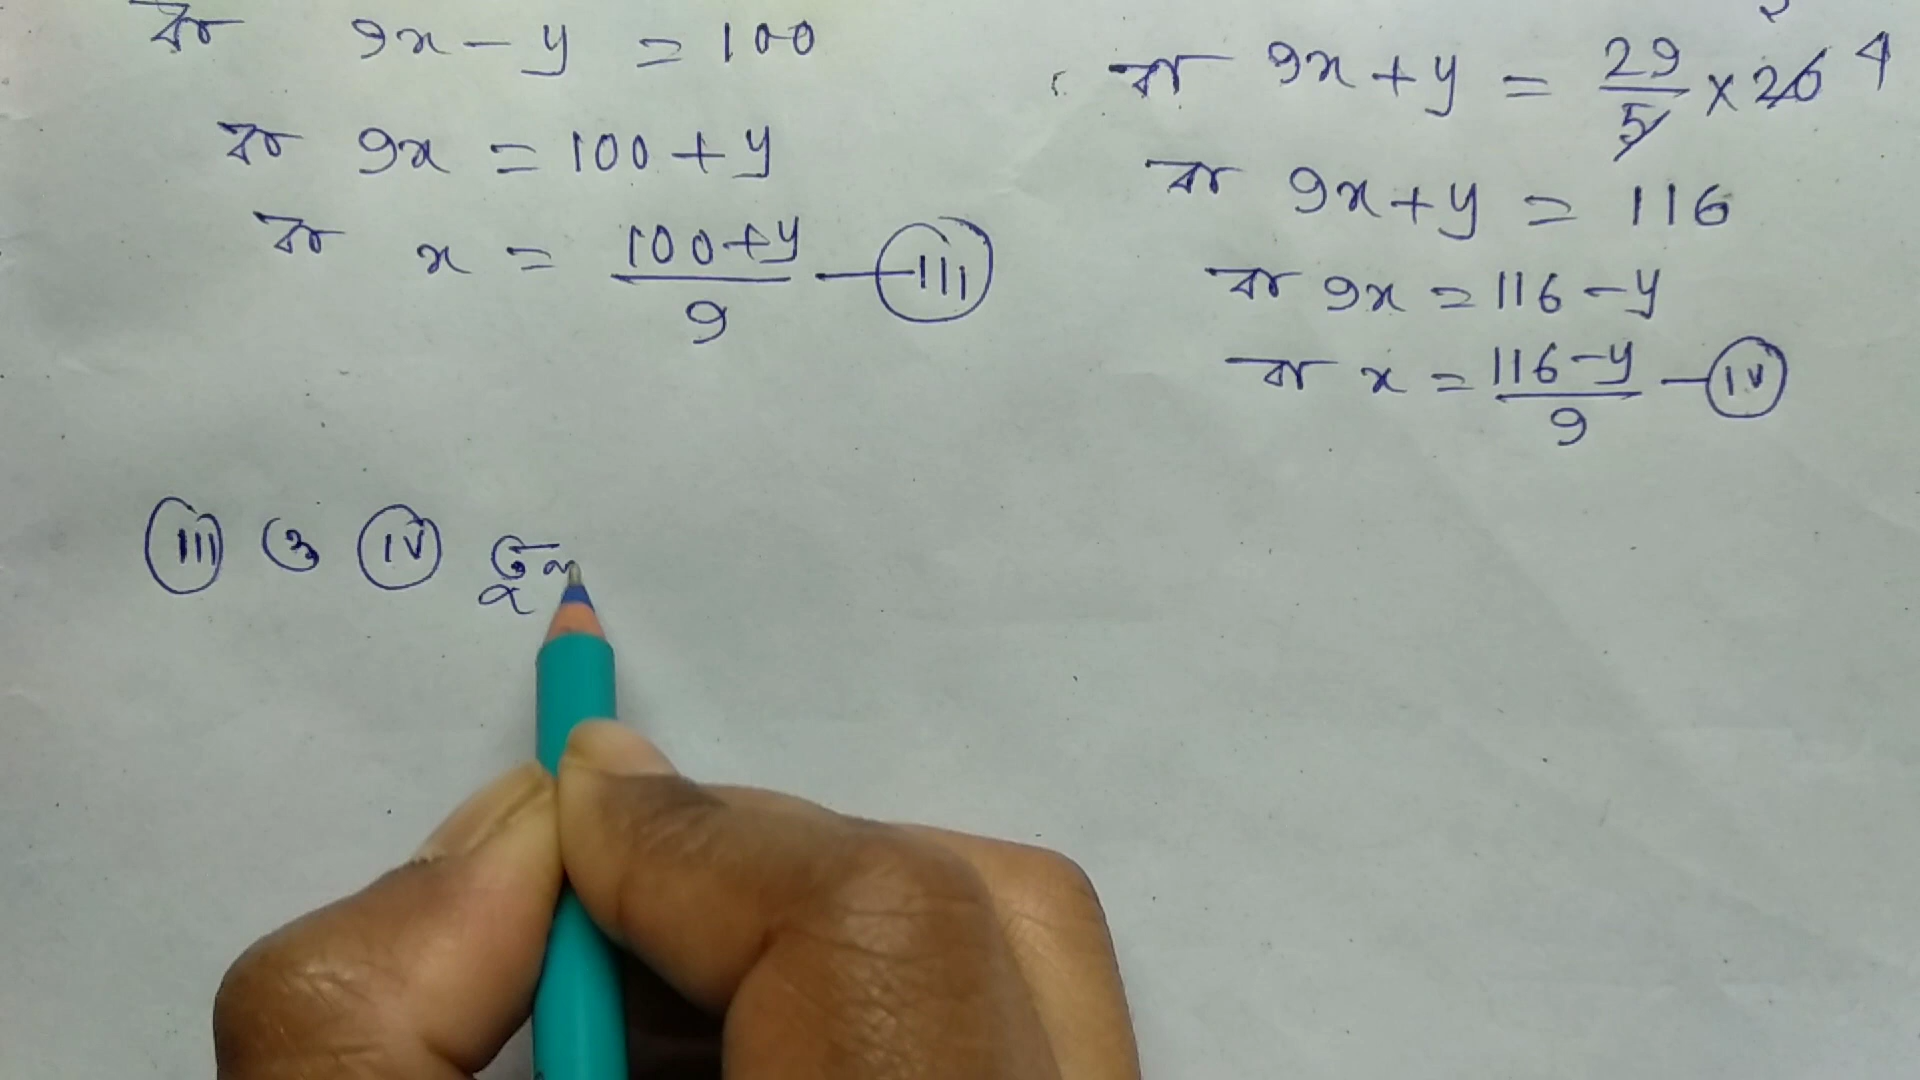 বা 9x - y = 100
বা 9x = 100 + y
বা x = 100 + y / 9 — III
বা 9x + y = 29 / 5 × 20 4
বা 9x + y = 116
বা 9x = 116 - y
বা x = 116 - y / 9 — IV
III ও IV